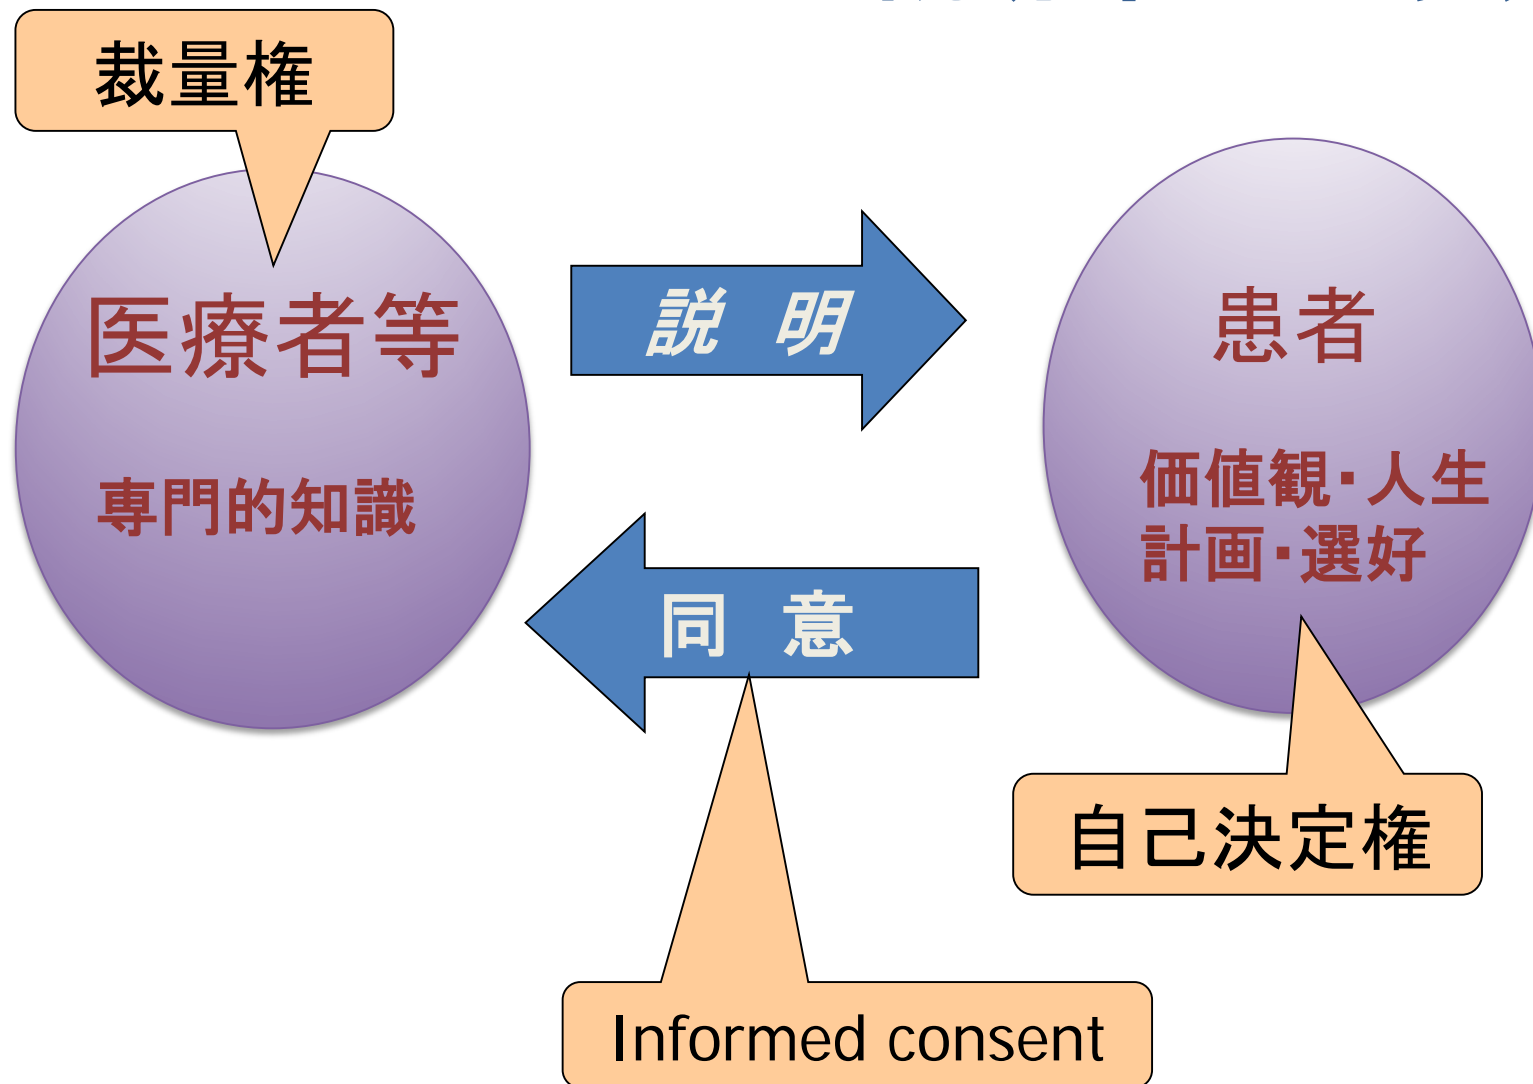 裁量権
医療者等
専門的知識
説 明
患者
価値観・人生
計画・選好
同 意
自己決定権
Informed consent